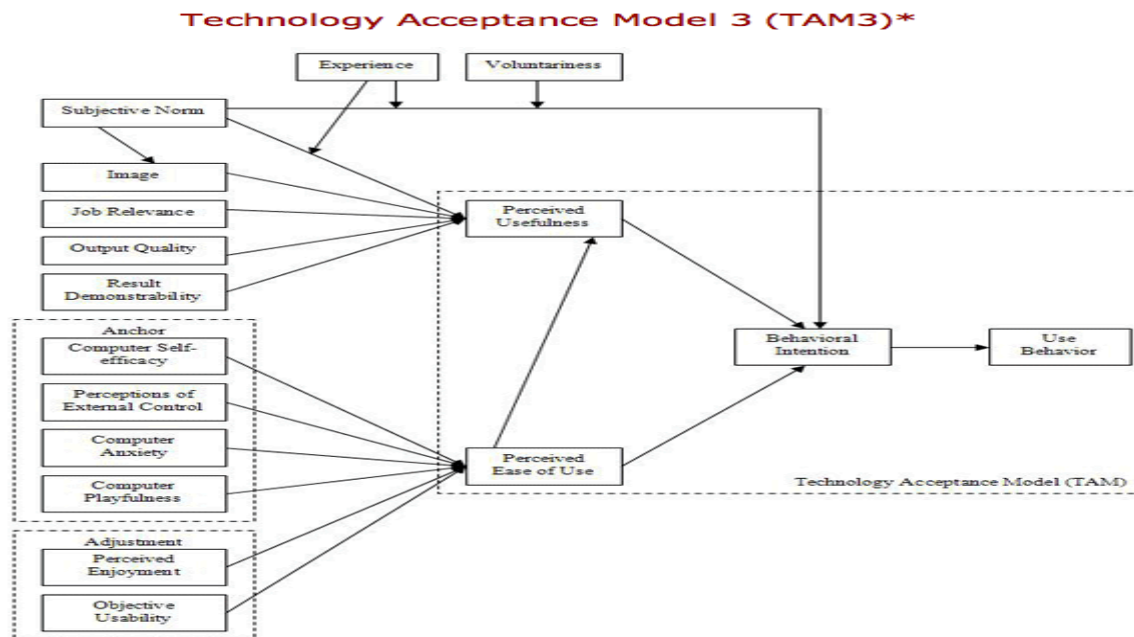 Technology Acceptance Model 3 (TAM3)*
Experience
Voluntariness
Subjective Norm
Image
Job Relevance
Output Quality
Result
Demonstrability
Perceived
Usefulness
Anchor
Computer Self-
efficacy
Perceptions of
External Control
Computer
Anxiety
Computer
Playfulness
Behavioral
Intention
Use
Behavior
Perceived
Ease of Use
Technology Acceptance Model (TAM)
Adjustment
Perceived
Enjoyment
Objective
Usability